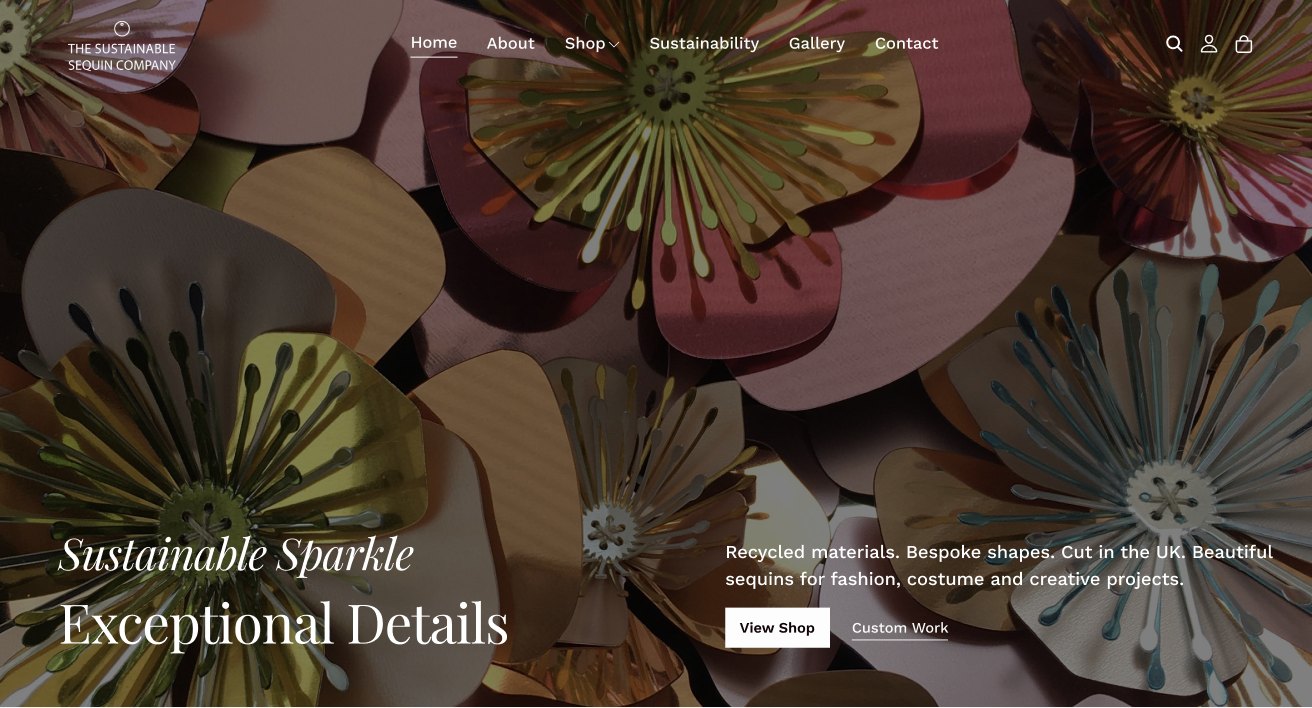 THE SUSTAINABLE
SEQUIN COMPANY
Home About Shop Sustainability Gallery Contact
Sustainable Sparkle
Exceptional Details
Recycled materials. Bespoke shapes. Cut in the UK. Beautiful
sequins for fashion, costume and creative projects.
View Shop Custom Work